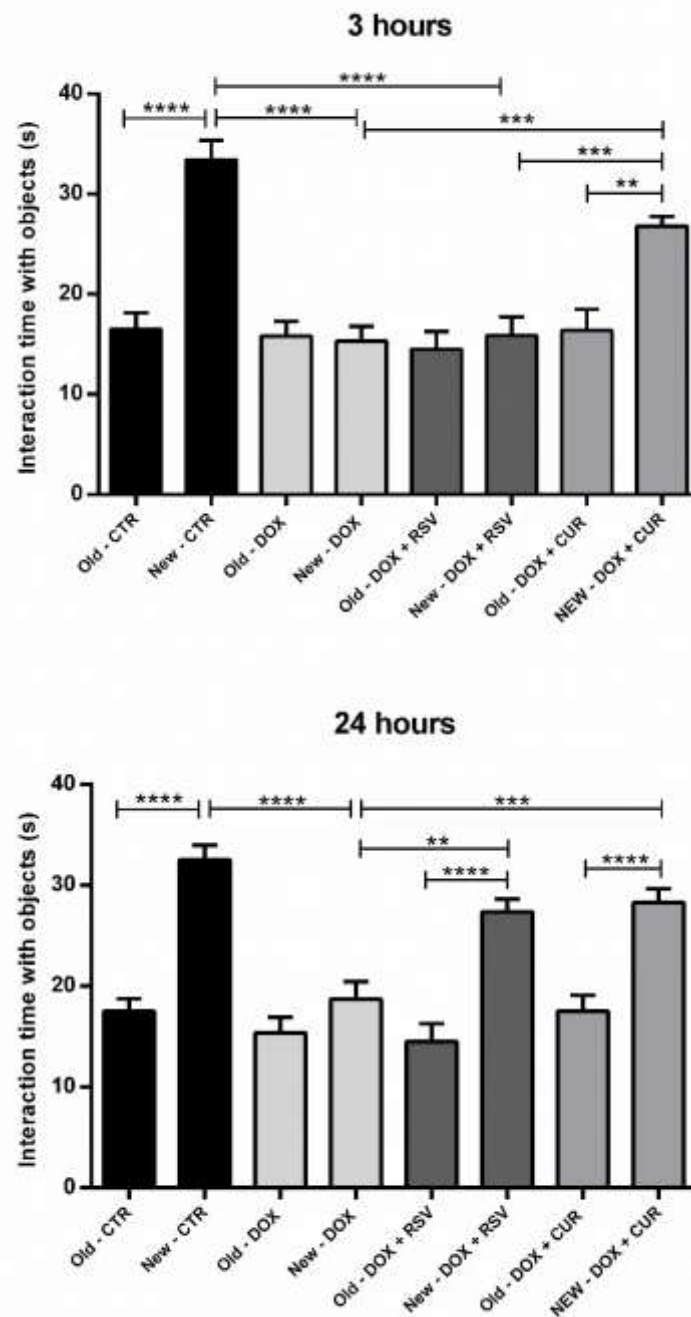 3 hours
****
**** **** ***
***
**
Interaction time with objects (s)
40
30
20
10
0
Old - CTR
New - CTR
Old - DOX
New - DOX
Old - DOX + RSV
New - DOX + RSV
Old - DOX + CUR
NEW - DOX + CUR
24 hours
**** **** ***
**
**** ****
Interaction time with objects (s)
40
30
20
10
0
Old - CTR
New - CTR
Old - DOX
New - DOX
Old - DOX + RSV
New - DOX + RSV
Old - DOX + CUR
NEW - DOX + CUR